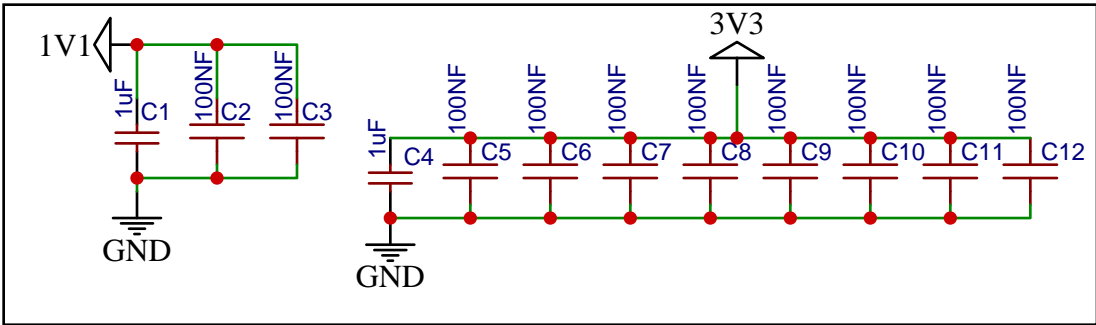 1V1
1uF
C1
100NF
C2
100NF
C3
GND
3V3
1uF
C4
100NF
C5
100NF
C6
100NF
C7
100NF
C8
100NF
C9
100NF
C10
100NF
C11
100NF
C12
GND